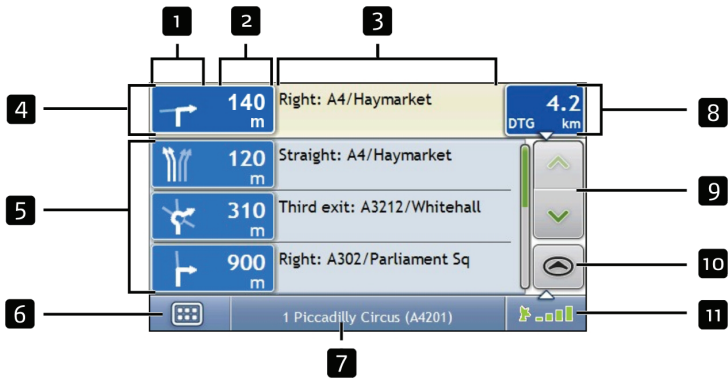 1 2 3
4 140 m Right: A4/Haymarket 4.2 DTG km 8
120 m Straight: A4/Haymarket
5 310 m Third exit: A3212/Whitehall 9
900 m Right: A302/Parliament Sq 10
6 1 Piccadilly Circus (A4201) 11
7